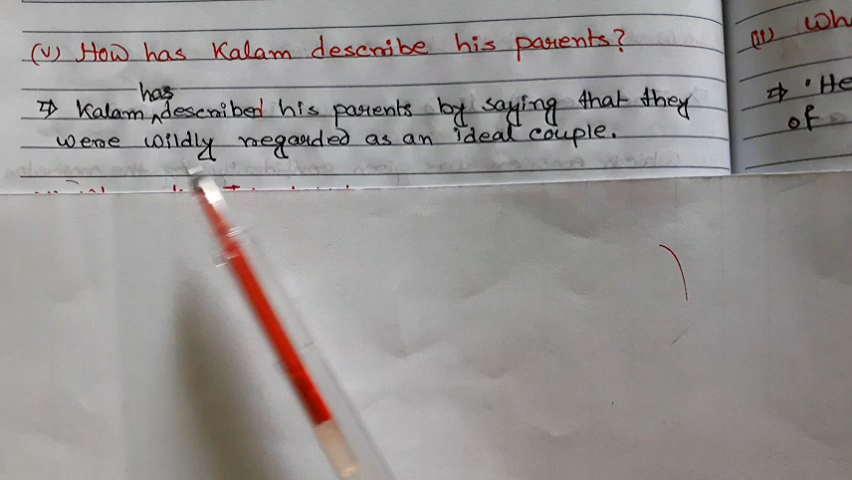 (v) How has Kalam describe his parents?
(ii) Wh
⇒ Kalam has described his parents by saying that they
were wildly regarded as an ideal couple.
⇒ 'He
of